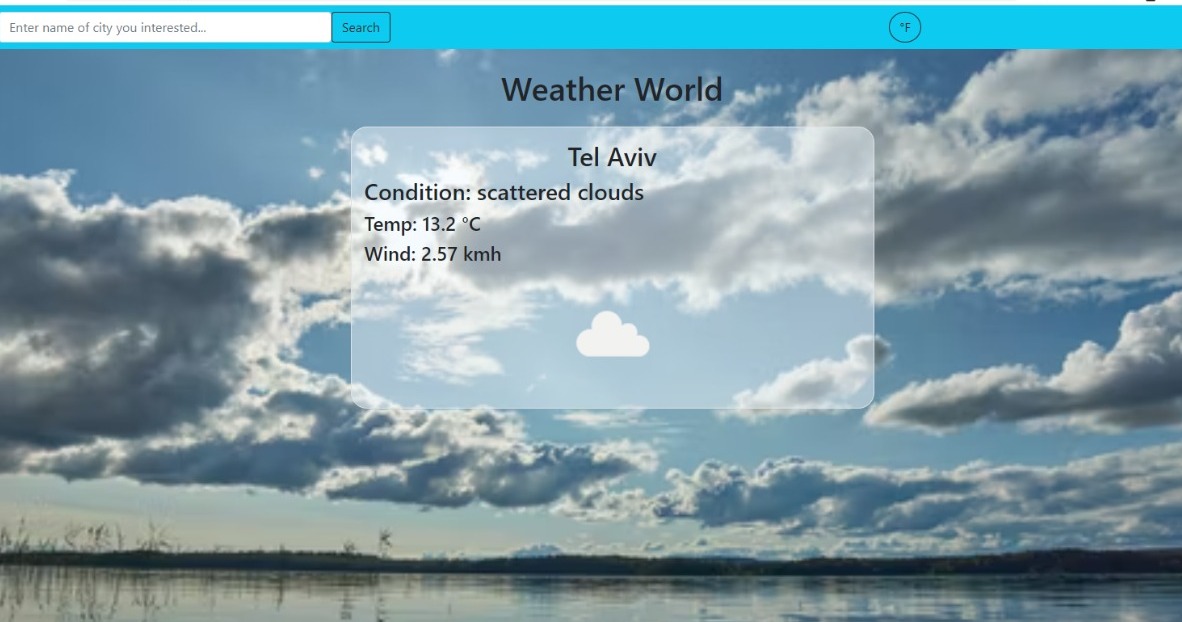 Enter name of city you interested...
Search
°F
Weather World
Tel Aviv
Condition: scattered clouds
Temp: 13.2 °C
Wind: 2.57 kmh